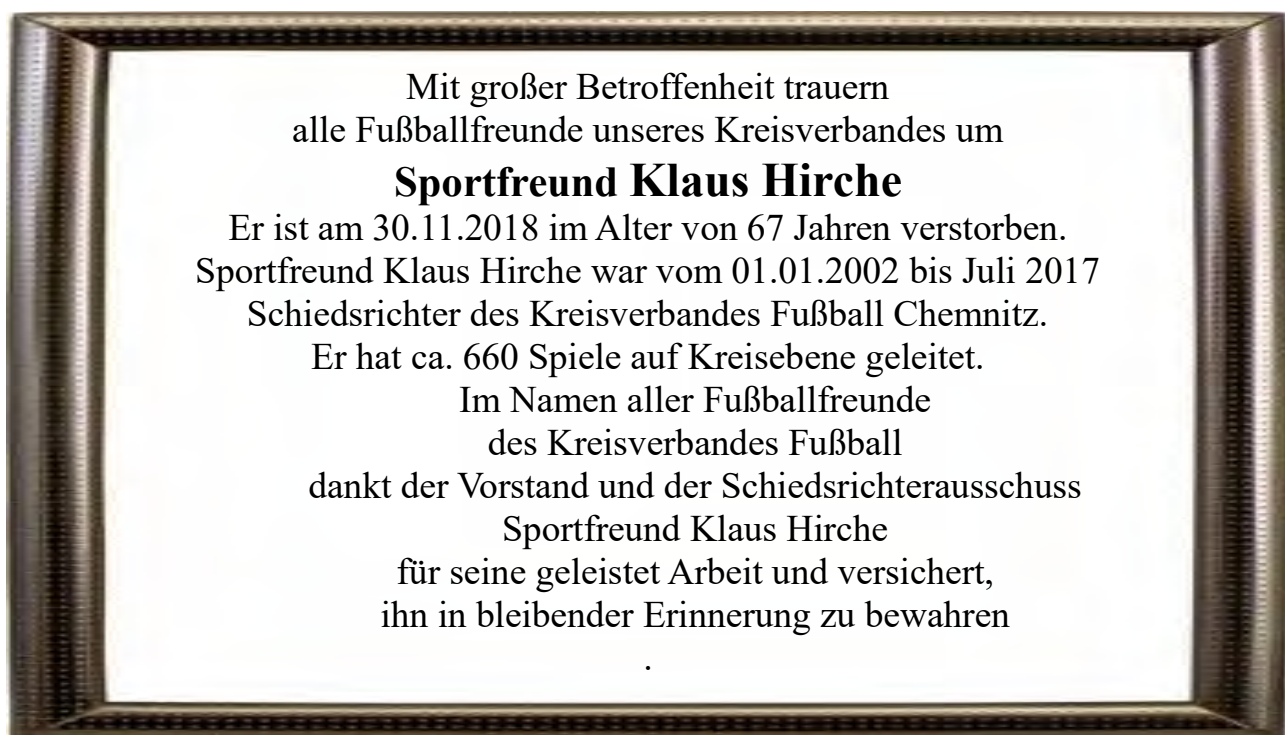 Mit großer Betroffenheit trauern
alle Fußballfreunde unseres Kreisverbandes um
Sportfreund Klaus Hirche
Er ist am 30.11.2018 im Alter von 67 Jahren verstorben.
Sportfreund Klaus Hirche war vom 01.01.2002 bis Juli 2017
Schiedsrichter des Kreisverbandes Fußball Chemnitz.
Er hat ca. 660 Spiele auf Kreisebene geleitet.
Im Namen aller Fußballfreunde
des Kreisverbandes Fußball
dankt der Vorstand und der Schiedsrichterausschuss
Sportfreund Klaus Hirche
für seine geleistet Arbeit und versichert,
ihn in bleibender Erinnerung zu bewahren
.